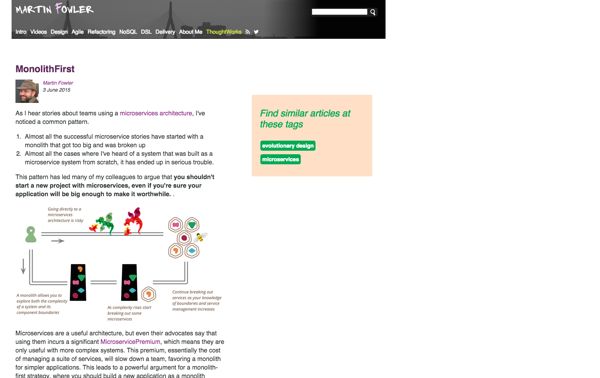 MARTIN FOWLER
Intro Videos Design Agile Refactoring NoSQL DSL Delivery About Me ThoughtWorks
MonolithFirst
Martin Fowler
3 June 2015
As I hear stories about teams using a microservices architecture, I've
noticed a common pattern.
1. Almost all the successful microservice stories have started with a
monolith that got too big and was broken up
2. Almost all the cases where I've heard of a system that was built as a
microservice system from scratch, it has ended up in serious trouble.
This pattern has led many of my colleagues to argue that you shouldn't
start a new project with microservices, even if you're sure your
application will be big enough to make it worthwhile. .
Going directly to a
microservices
architecture is risky
A monolith allows you to
explore both the complexity
of a system and its
component boundaries
As complexity rises start
breaking out some
microservices
Continue breaking out
services as your knowledge
of boundaries and service
management increases
Microservices are a useful architecture, but even their advocates say that
using them incurs a significant MicroservicePremium, which means they are
only useful with more complex systems. This premium, essentially the cost
of managing a suite of services, will slow down a team, favoring a monolith
for simpler applications. This leads to a powerful argument for a monolith-
first strategy, where you should build a new application as a monolith
Find similar articles at
these tags
evolutionary design
microservices